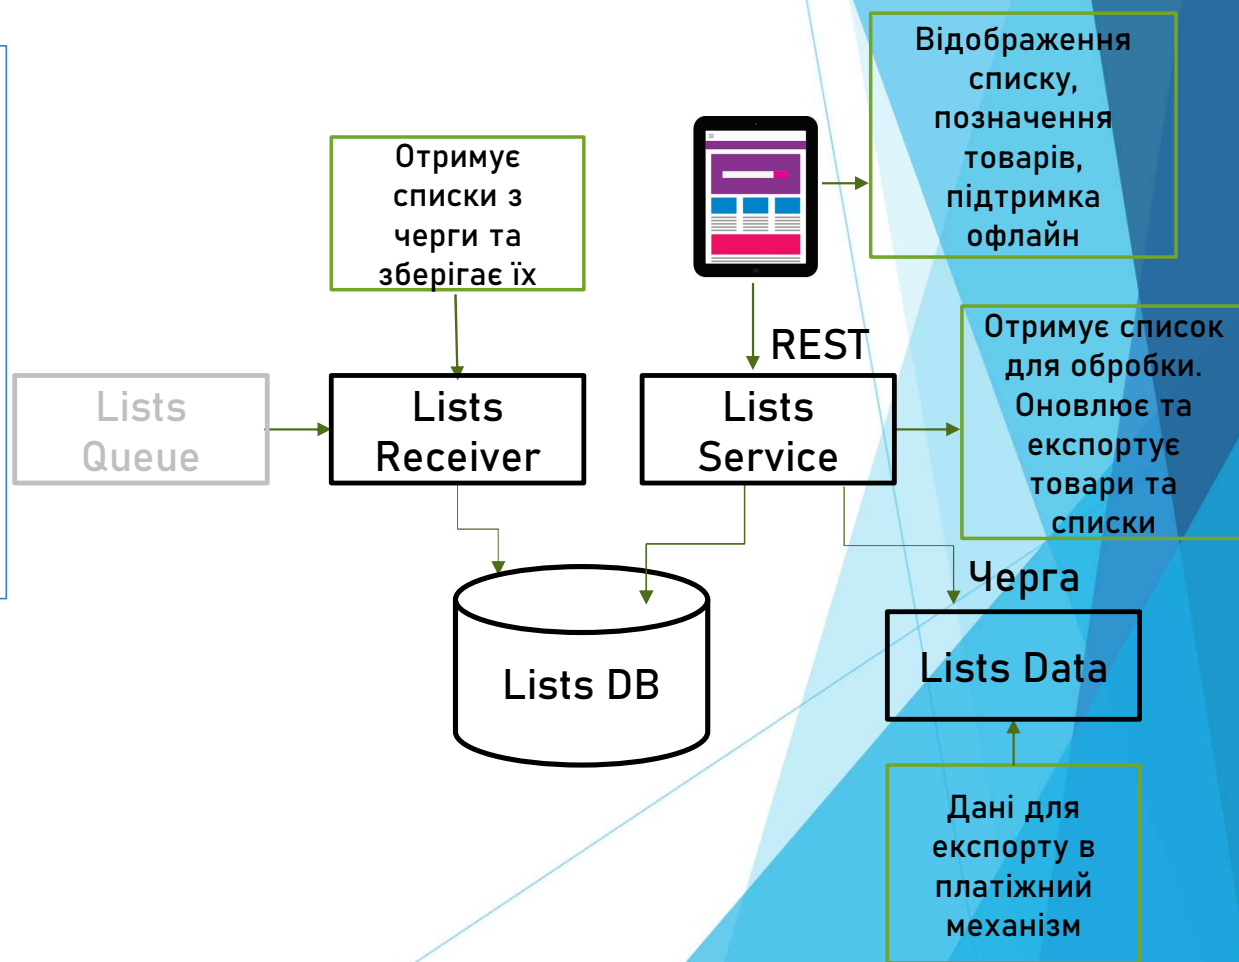 Відображення
списку,
позначення
товарів,
підтримка
офлайн
Отримує
списки з
черги та
зберігає їх
REST
Отримує список
для обробки.
Оновлює та
експортує
товари та
списки
Lists
Queue
Lists
Receiver
Lists
Service
Черга
Lists DB
Lists Data
Дані для
експорту в
платіжний
механізм